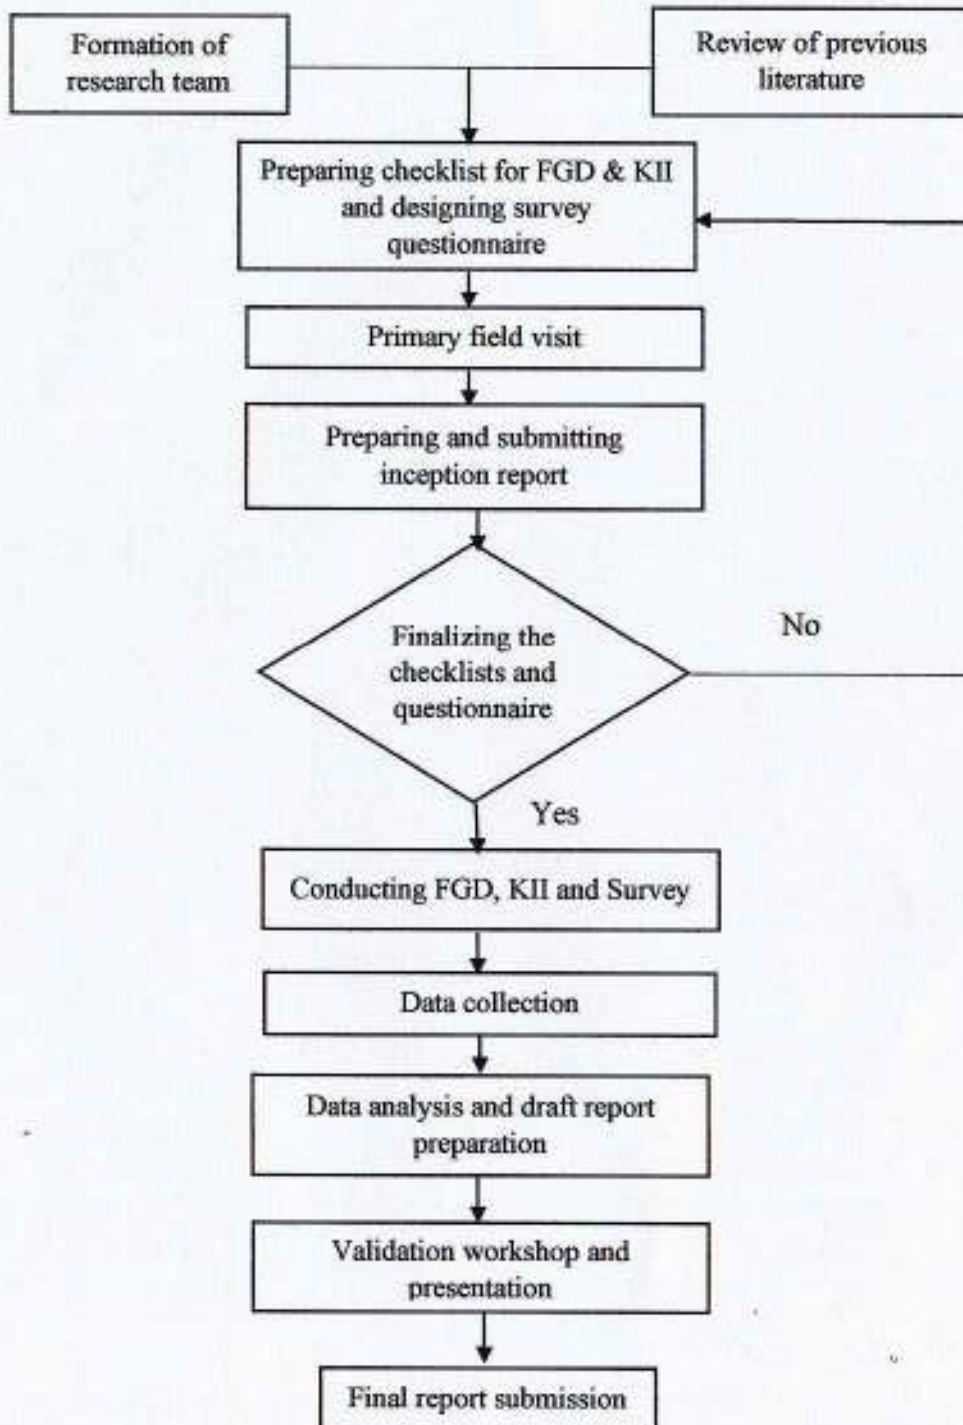 Formation of
research team
Review of previous
literature
Preparing checklist for FGD & KII
and designing survey
questionnaire
Primary field visit
Preparing and submitting
inception report
Finalizing the
checklists and
questionnaire
No
Yes
Conducting FGD, KII and Survey
Data collection
Data analysis and draft report
preparation
Validation workshop and
presentation
Final report submission